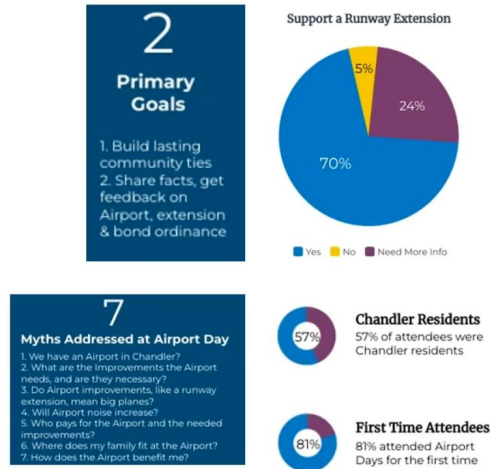 2
Primary
Goals
1. Build lasting
community ties
2. Share facts, get
feedback on
Airport, extension
& bond ordinance
Support a Runway Extension
5%
24%
70%
Yes No Need More Info
7
Myths Addressed at Airport Day
1. We have an Airport in Chandler?
2. What are the Improvements the Airport
needs, and are they necessary?
3. Do Airport improvements, like a runway
extension, mean big planes?
4. Will Airport noise increase?
5. Who pays for the Airport and the needed
improvements?
6. Where does my family fit at the Airport?
7. How does the Airport benefit me?
57%
Chandler Residents
57% of attendees were
Chandler residents
81%
First Time Attendees
81% attended Airport
Days for the first time